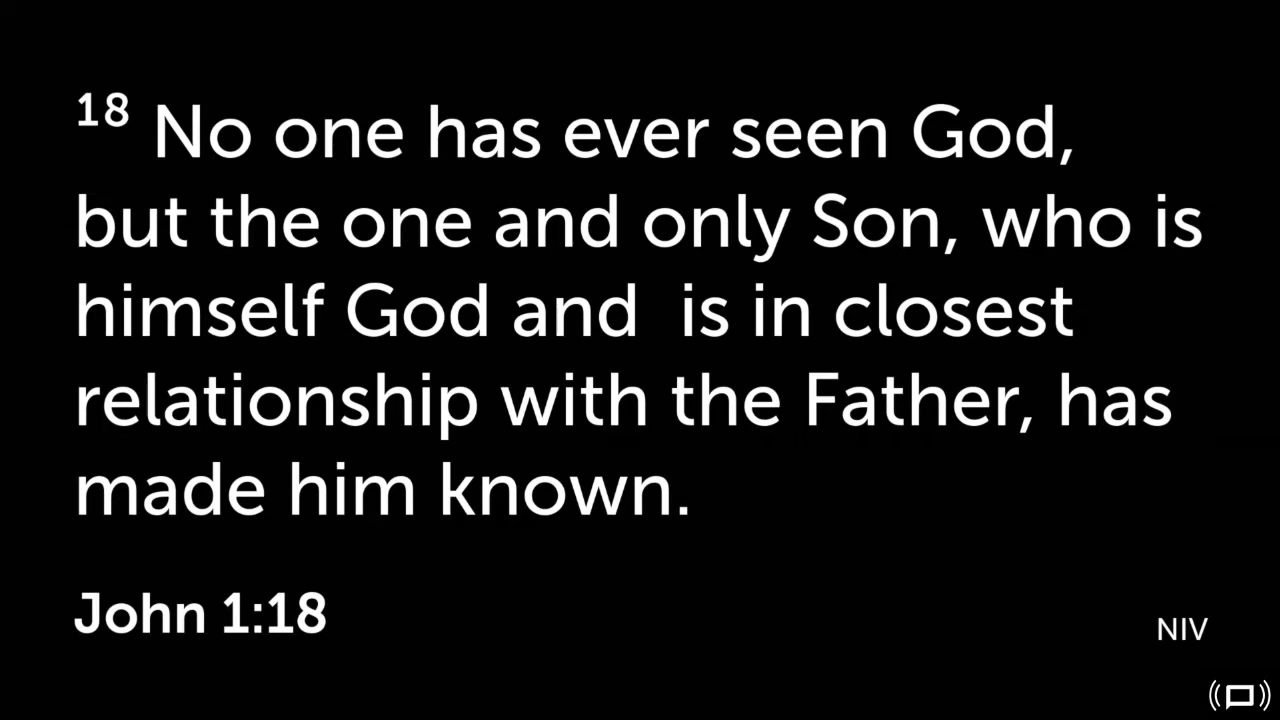 18 No one has ever seen God,
but the one and only Son, who is
himself God and  is in closest
relationship with the Father, has
made him known.
John 1:18
NIV